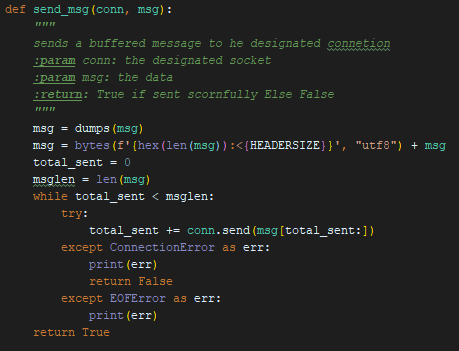 def send_msg(conn, msg):
    """
    sends a buffered message to he designated connetion
    :param conn: the designated socket
    :param msg: the data
    :return: True if sent scornfully Else False
    """
    msg = dumps(msg)
    msg = bytes(f'{hex(len(msg)):<{HEADERSIZE}}', "utf8") + msg
    total_sent = 0
    msglen = len(msg)
    while total_sent < msglen:
        try:
            total_sent += conn.send(msg[total_sent:])
        except ConnectionError as err:
            print(err)
            return False
        except EOFError as err:
            print(err)
    return True